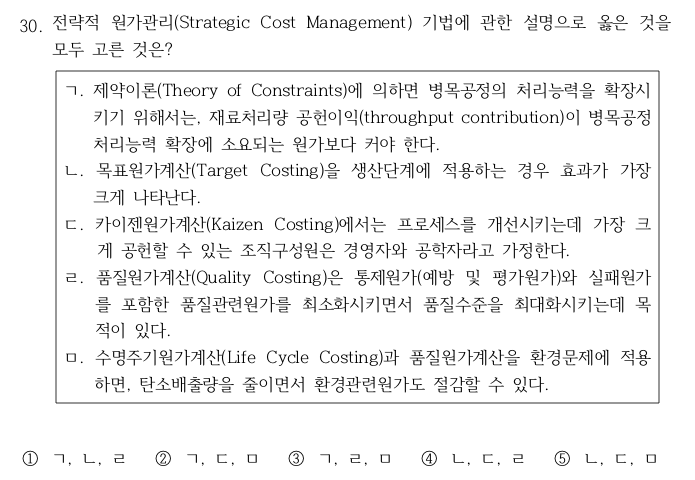 30. 전략적 원가관리(Strategic Cost Management) 기법에 관한 설명으로 옳은 것을
모두 고른 것은?
ㄱ. 제약이론(Theory of Constraints)에 의하면 병목공정의 처리능력을 확장시
키기 위해서는, 재료처리량 공헌이익(throughput contribution)이 병목공정
처리능력 확장에 소요되는 원가보다 커야 한다.
ㄴ. 목표원가계산(Target Costing)을 생산단계에 적용하는 경우 효과가 가장
크게 나타난다.
ㄷ. 카이젠원가계산(Kaizen Costing)에서는 프로세스를 개선시키는데 가장 크
게 공헌할 수 있는 조직구성원은 경영자와 공학자라고 가정한다.
ㄹ. 품질원가계산(Quality Costing)은 통제원가(예방 및 평가원가)와 실패원가
를 포함한 품질관련원가를 최소화시키면서 품질수준을 최대화시키는데 목
적이 있다.
ㅁ. 수명주기원가계산(Life Cycle Costing)과 품질원가계산을 환경문제에 적용
하면, 탄소배출량을 줄이면서 환경관련원가도 절감할 수 있다.
① ㄱ, ㄴ, ㄹ ② ㄱ, ㄷ, ㅁ ③ ㄱ, ㄹ, ㅁ ④ ㄴ, ㄷ, ㄹ ⑤ ㄴ, ㄷ, ㅁ